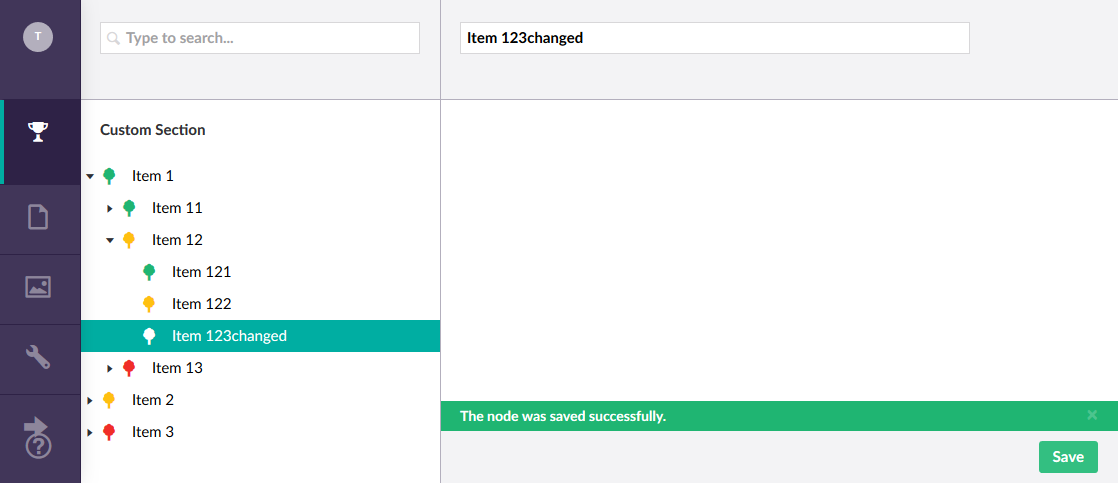 T
Type to search...
Item 123changed
Custom Section
Item 1
Item 11
Item 12
Item 121
Item 122
Item 123changed
Item 13
Item 2
Item 3
The node was saved successfully.
×
Save
?